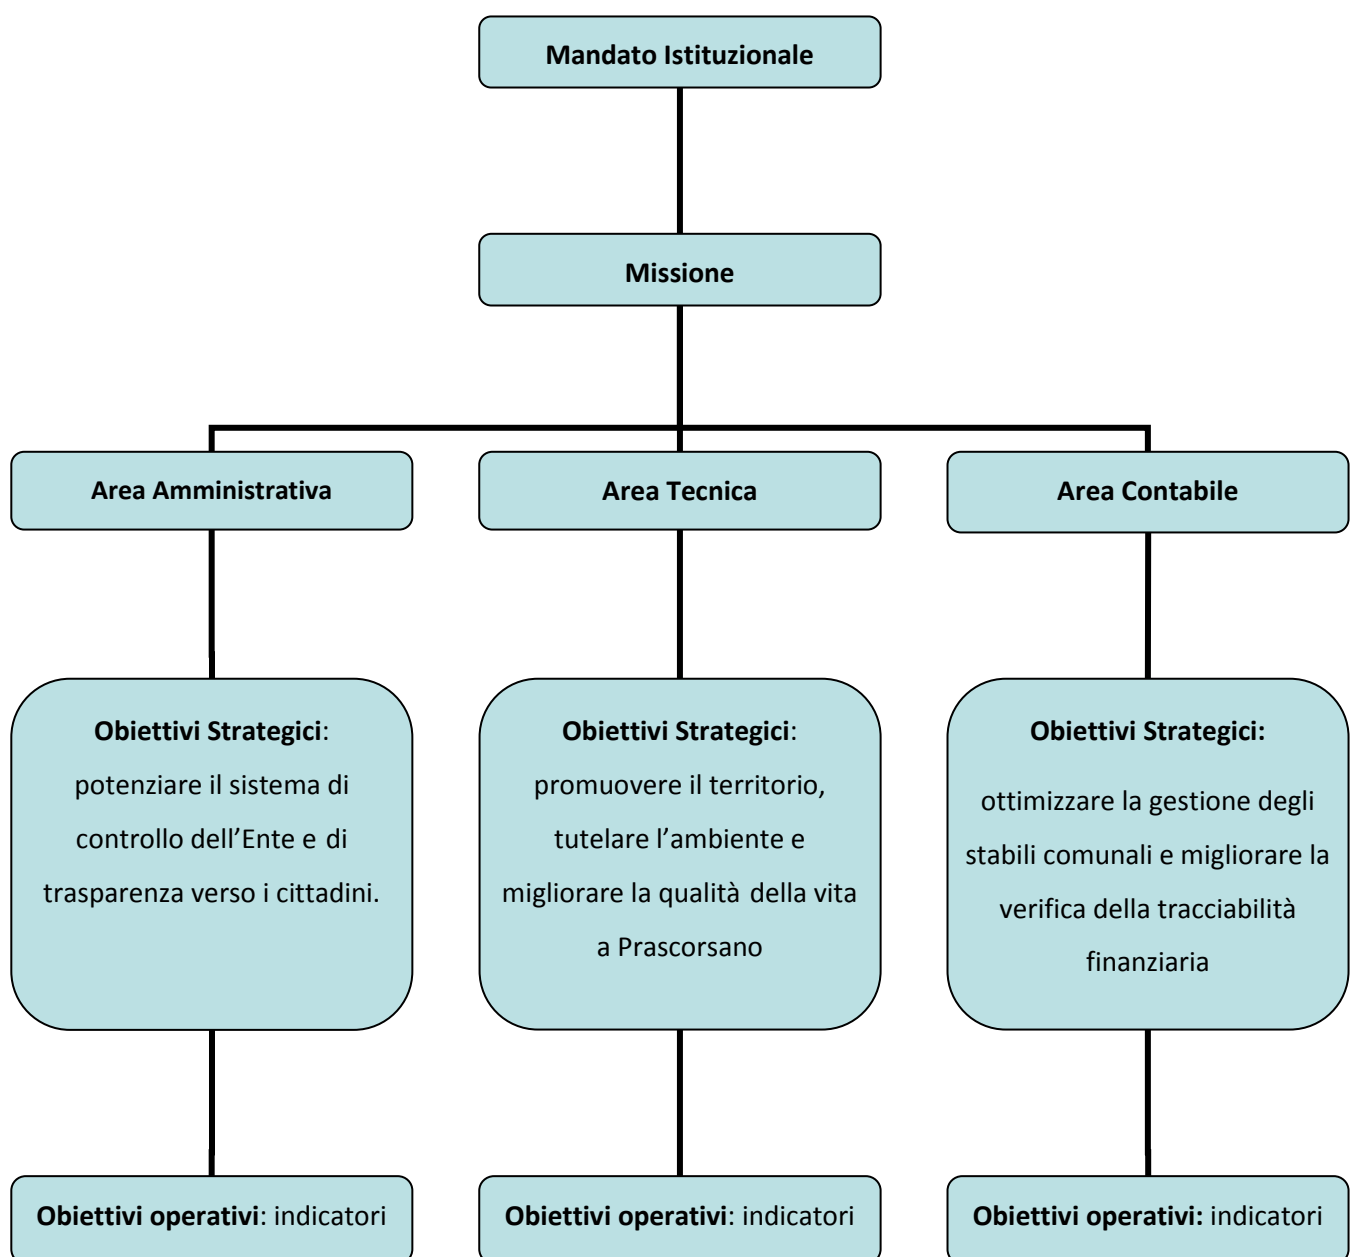 Mandato Istituzionale
Missione
Area Amministrativa
Area Tecnica
Area Contabile
Obiettivi Strategici:
potenziare il sistema di
controllo dell’Ente e di
trasparenza verso i cittadini.
Obiettivi Strategici:
promuovere il territorio,
tutelare l’ambiente e
migliorare la qualità della vita
a Prascorsano
Obiettivi Strategici:
ottimizzare la gestione degli
stabili comunali e migliorare la
verifica della tracciabilità
finanziaria
Obiettivi operativi: indicatori
Obiettivi operativi: indicatori
Obiettivi operativi: indicatori